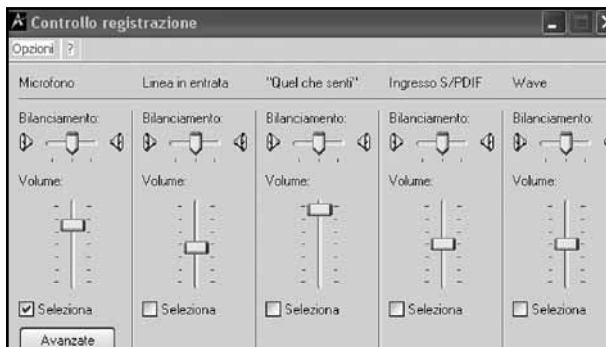 Controllo registrazione
Opzioni ?
Microfono Linea in entrata "Quel che senti" Ingresso S/PDIF Wave
Bilanciamento: Bilanciamento: Bilanciamento: Bilanciamento: Bilanciamento:
Volume: Volume: Volume: Volume: Volume:
Seleziona Seleziona Seleziona Seleziona Seleziona
Avanzate